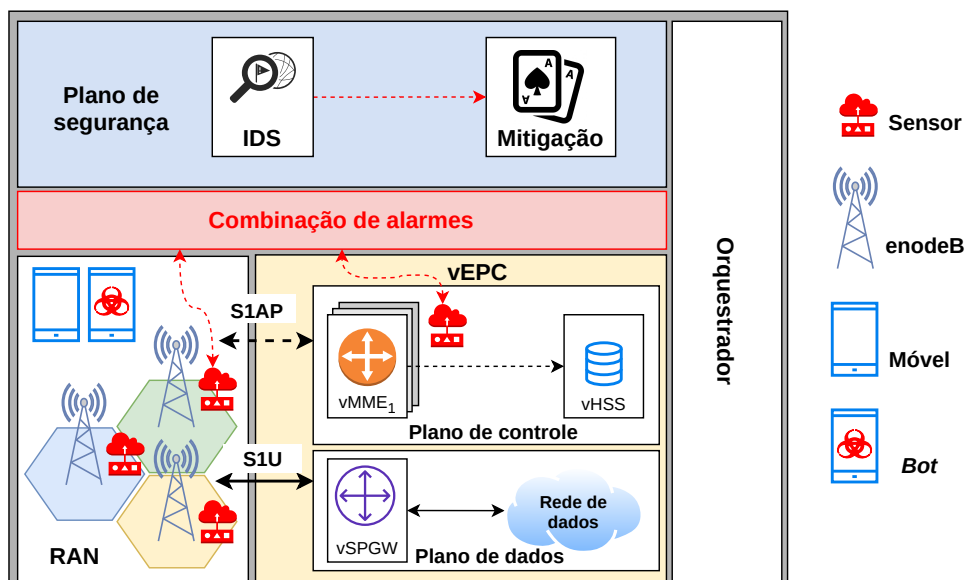 Plano de
segurança
IDS
Mitigação
Combinação de alarmes
Orquestrador
vEPC
S1AP
vMME1
vHSS
Plano de controle
S1U
vSPGW
Rede de
dados
Plano de dados
RAN
Sensor
enodeB
Móvel
Bot